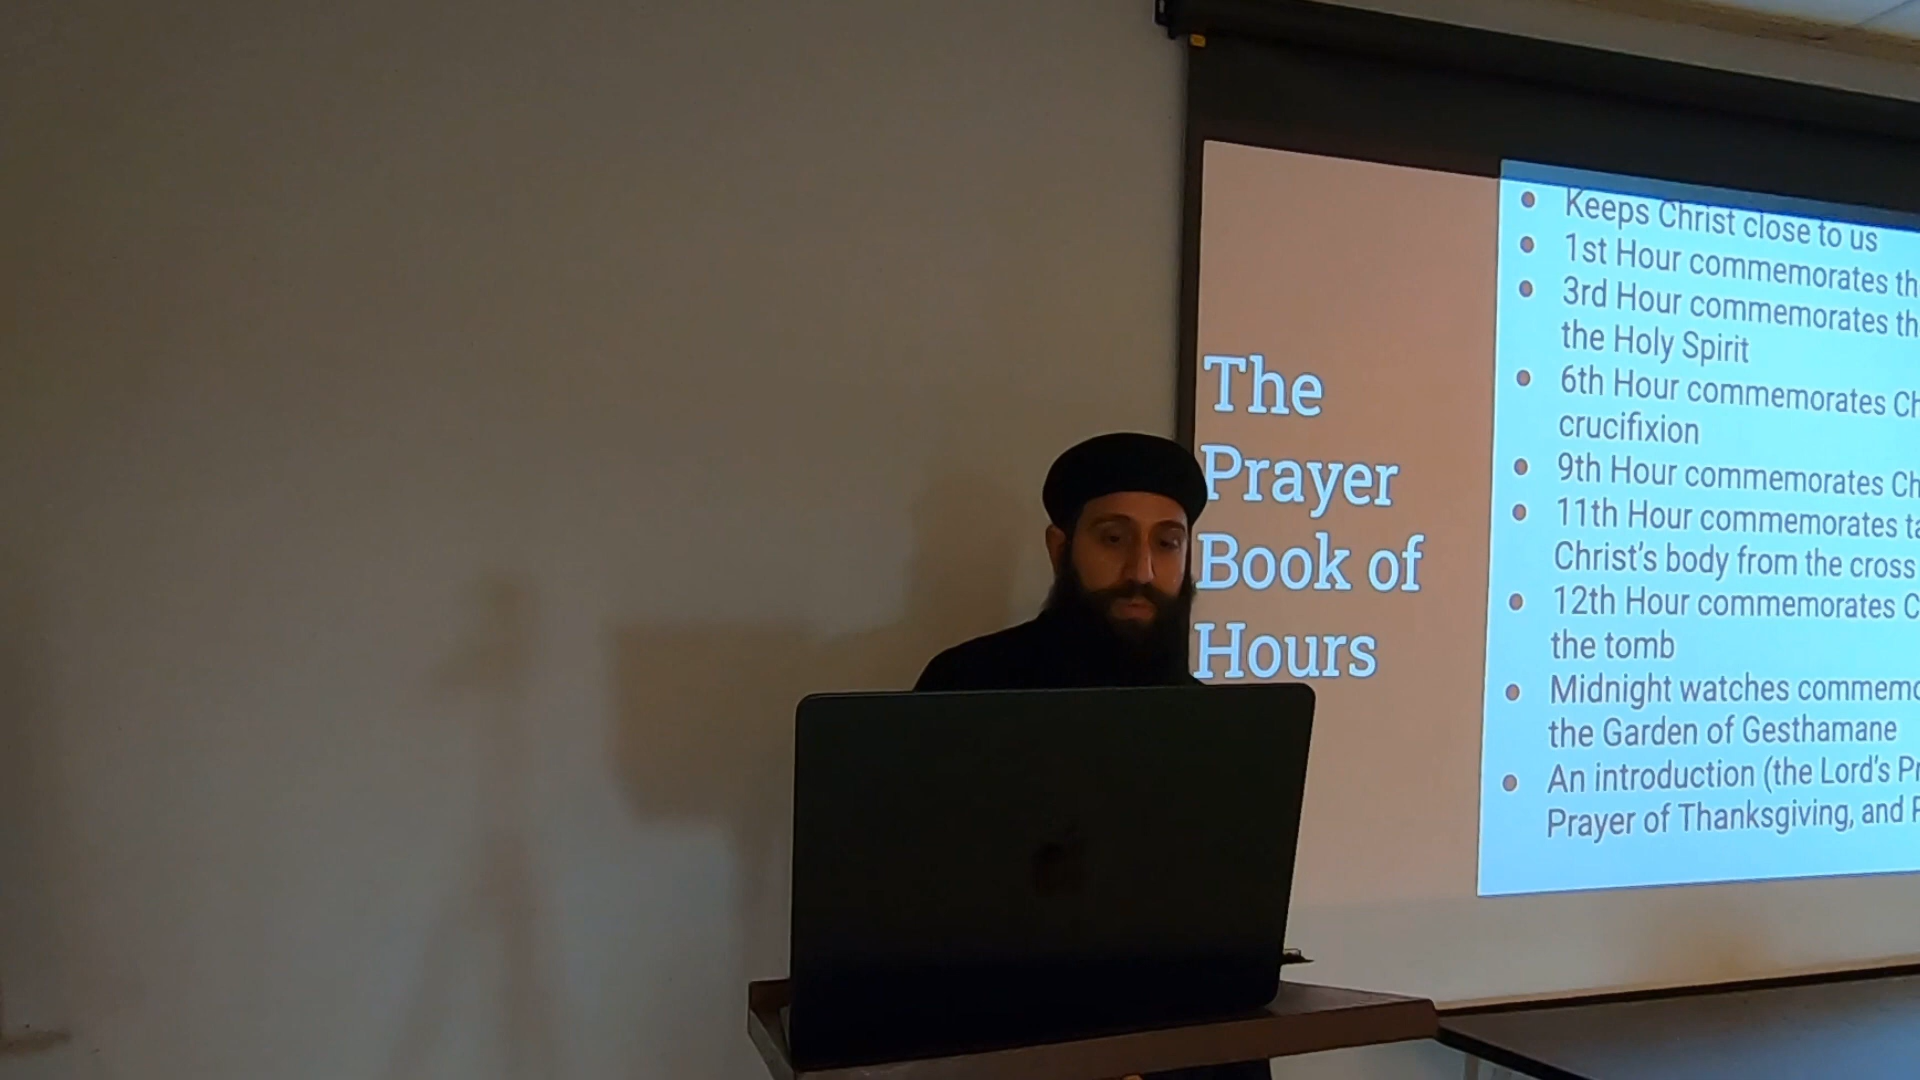 The
Prayer
Book of
Hours
Keeps Christ close to us
1st Hour commemorates
3rd Hour commemorates
the Holy Spirit
6th Hour commemorates
crucifixion
9th Hour commemorates
11th Hour commemorates
Christ's body from the cross
12th Hour commemorates
the tomb
Midnight watches
the Garden of Gesthamane
An introduction (the Lord's
Prayer of Thanksgiving, and